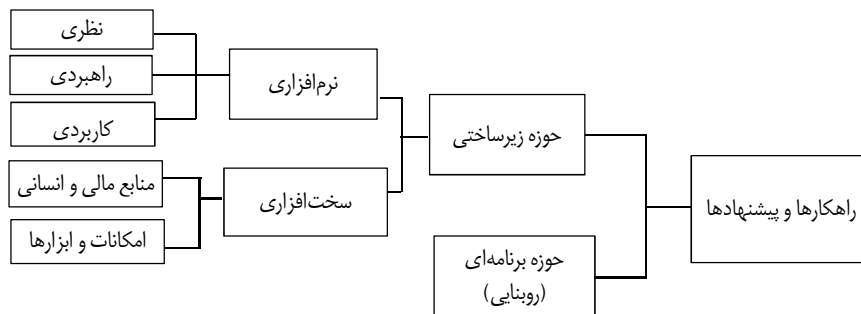 راهکارها و پیشنهادها
حوزه زیرساختی
نرم‌افزاری
نظری
راهبردی
کاربردی
سخت‌افزاری
منابع مالی و انسانی
امکانات و ابزارها
حوزه برنامه‌ای
(روبنایی)